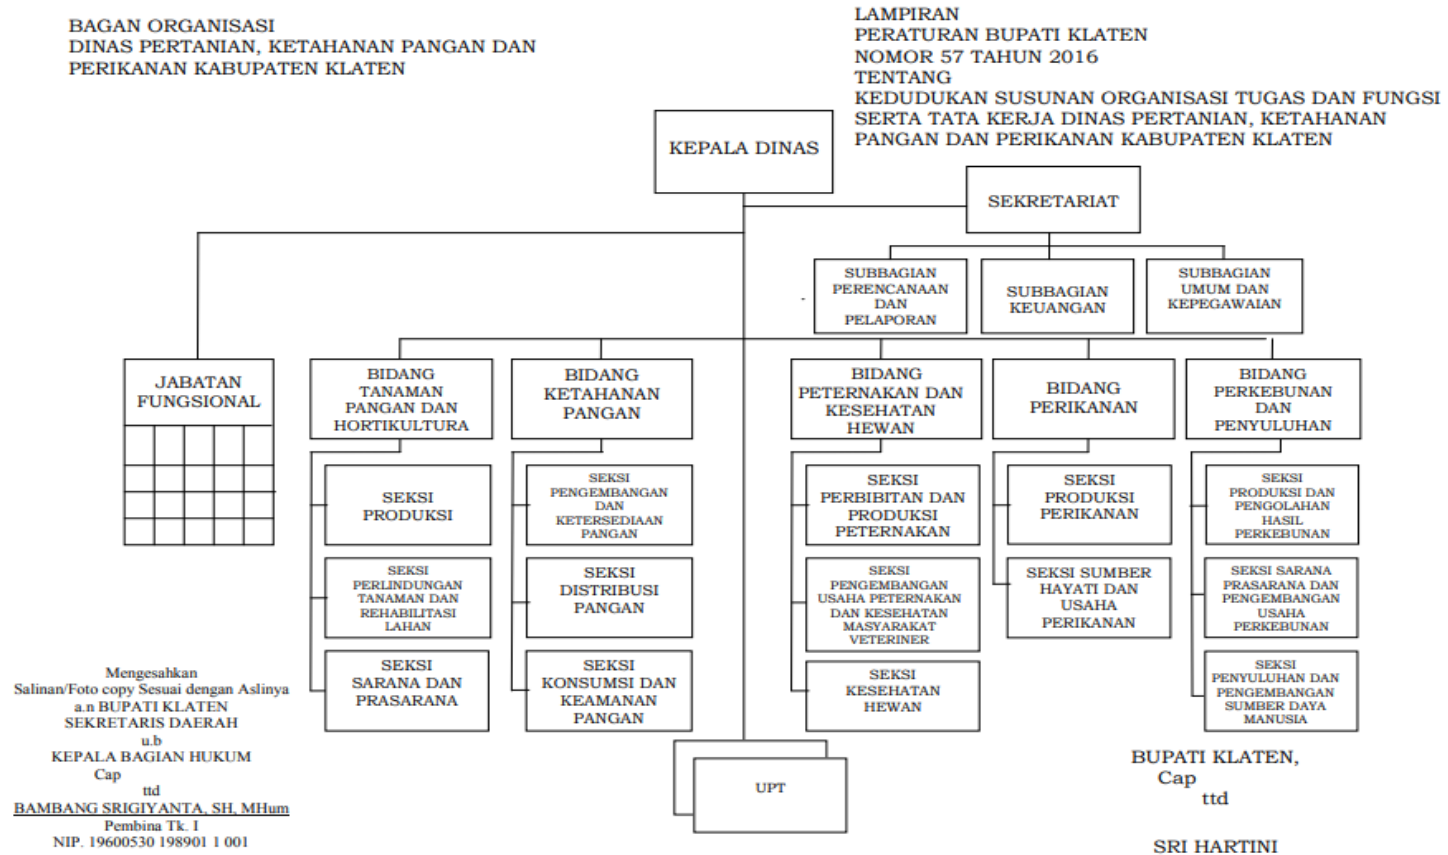 BAGAN ORGANISASI
DINAS PERTANIAN, KETAHANAN PANGAN DAN
PERIKANAN KABUPATEN KLATEN
LAMPIRAN
PERATURAN BUPATI KLATEN
NOMOR 57 TAHUN 2016
TENTANG
KEDUDUKAN SUSUNAN ORGANISASI TUGAS DAN FUNGSI
SERTA TATA KERJA DINAS PERTANIAN, KETAHANAN
PANGAN DAN PERIKANAN KABUPATEN KLATEN
KEPALA DINAS
SEKRETARIAT
SUBBAGIAN
PERENCANAAN
DAN
PELAPORAN
SUBBAGIAN
KEUANGAN
SUBBAGIAN
UMUM DAN
KEPEGAWAIAN
JABATAN
FUNGSIONAL
BIDANG
TANAMAN
PANGAN DAN
HORTIKULTURA
BIDANG
KETAHANAN
PANGAN
BIDANG
PETERNAKAN DAN
KESEHATAN
HEWAN
BIDANG
PERIKANAN
BIDANG
PERKEBUNAN
DAN
PENYULUHAN
SEKSI
PRODUKSI
SEKSI
PENGEMBANGAN
DAN
KETERSEDIAAN
PANGAN
SEKSI
PERBIBITAN DAN
PRODUKSI
PETERNAKAN
SEKSI
PRODUKSI
PERIKANAN
SEKSI
PRODUKSI DAN
PENGOLAHAN
HASIL
PERKEBUNAN
SEKSI
PERLINDUNGAN
TANAMAN DAN
REHABILITASI
LAHAN
SEKSI
DISTRIBUSI
PANGAN
SEKSI
PENGEMBANGAN
USAHA PETERNAKAN
DAN KESEHATAN
MASYARAKAT
VETERINER
SEKSI SUMBER
HAYATI DAN
USAHA
PERIKANAN
SEKSI SARANA
PRASARANA DAN
PENGEMBANGAN
USAHA
PERKEBUNAN
SEKSI
SARANA DAN
PRASARANA
SEKSI
KONSUMSI DAN
KEAMANAN
PANGAN
SEKSI
KESEHATAN
HEWAN
SEKSI
PENYULUHAN DAN
PENGEMBANGAN
SUMBER DAYA
MANUSIA
UPT
Mengesahkan
Salinan/Foto copy Sesuai dengan Aslinya
a.n BUPATI KLATEN
SEKRETARIS DAERAH
u.b
KEPALA BAGIAN HUKUM
Cap
ttd
BAMBANG SRIGIYANTA, SH, MHum
Pembina Tk. I
NIP. 19600530 198901 1 001
BUPATI KLATEN,
Cap
ttd
SRI HARTINI